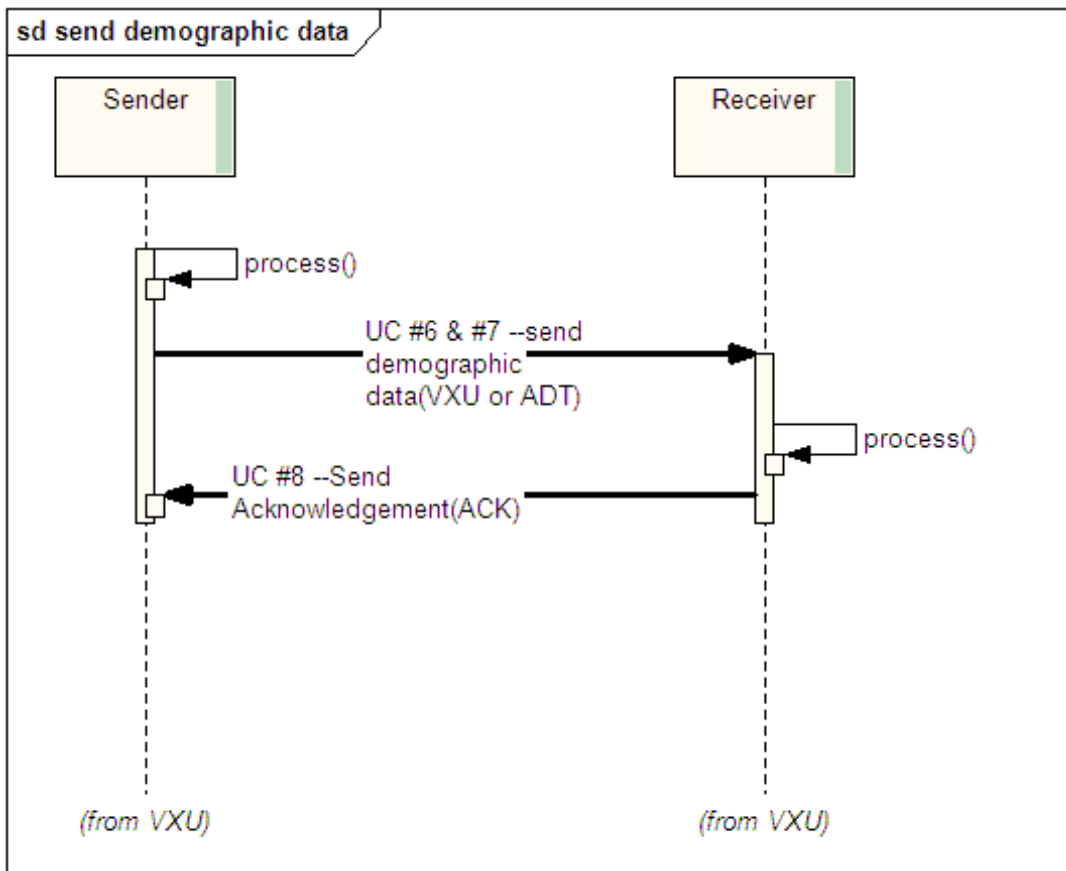 sd send demographic data
Sender
Receiver
process()
UC #6 & #7 --send
demographic
data(VXU or ADT)
process()
UC #8 --Send
Acknowledgement(ACK)
(from VXU)
(from VXU)